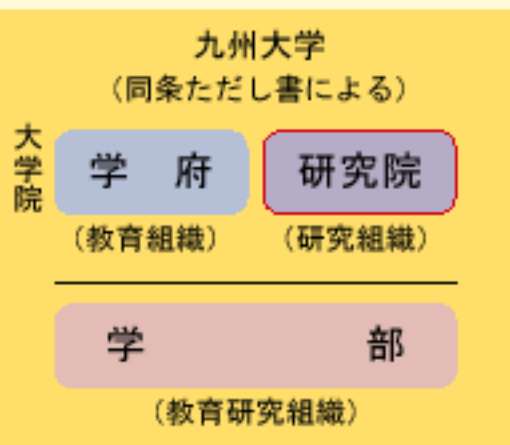 九州大学
（同条ただし書による）
大学院
学 府 研究院
（教育組織） （研究組織）
学 部
（教育研究組織）